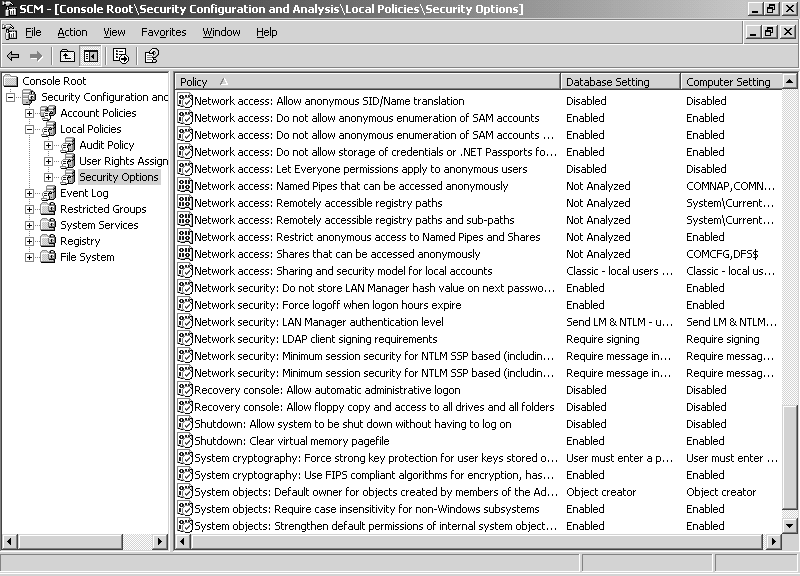 SCM - [Console Root\Security Configuration and Analysis\Local Policies\Security Options]
File Action View Favorites Window Help
Console Root
Security Configuration and
Account Policies
Local Policies
Audit Policy
User Rights Assign
Security Options
Event Log
Restricted Groups
System Services
Registry
File System
Policy Database Setting Computer Setting
Network access: Allow anonymous SID/Name translation Disabled Disabled
Network access: Do not allow anonymous enumeration of SAM accounts Enabled Enabled
Network access: Do not allow anonymous enumeration of SAM accounts ... Enabled Enabled
Network access: Do not allow storage of credentials or .NET Passports fo... Enabled Enabled
Network access: Let Everyone permissions apply to anonymous users Disabled Disabled
Network access: Named Pipes that can be accessed anonymously Not Analyzed COMNAP,COMN...
Network access: Remotely accessible registry paths Not Analyzed System\Current...
Network access: Remotely accessible registry paths and sub-paths Not Analyzed System\Current...
Network access: Restrict anonymous access to Named Pipes and Shares Not Analyzed Enabled
Network access: Shares that can be accessed anonymously Not Analyzed COMCFG,DFS$
Network access: Sharing and security model for local accounts Classic - local users ... Classic - local us...
Network security: Do not store LAN Manager hash value on next passwo... Enabled Enabled
Network security: Force logoff when logon hours expire Enabled Enabled
Network security: LAN Manager authentication level Send LM & NTLM - u... Send LM & NTLM...
Network security: LDAP client signing requirements Require signing Require signing
Network security: Minimum session security for NTLM SSP based (includin... Require message in... Require messag...
Network security: Minimum session security for NTLM SSP based (includin... Require message in... Require messag...
Recovery console: Allow automatic administrative logon Disabled Disabled
Recovery console: Allow floppy copy and access to all drives and all folders Disabled Disabled
Shutdown: Allow system to be shut down without having to log on Disabled Disabled
Shutdown: Clear virtual memory pagefile Enabled Enabled
System cryptography: Force strong key protection for user keys stored o... User must enter a p... User must enter ...
System cryptography: Use FIPS compliant algorithms for encryption, has... Enabled Enabled
System objects: Default owner for objects created by members of the Ad... Object creator Object creator
System objects: Require case insensitivity for non-Windows subsystems Enabled Enabled
System objects: Strengthen default permissions of internal system object... Enabled Enabled